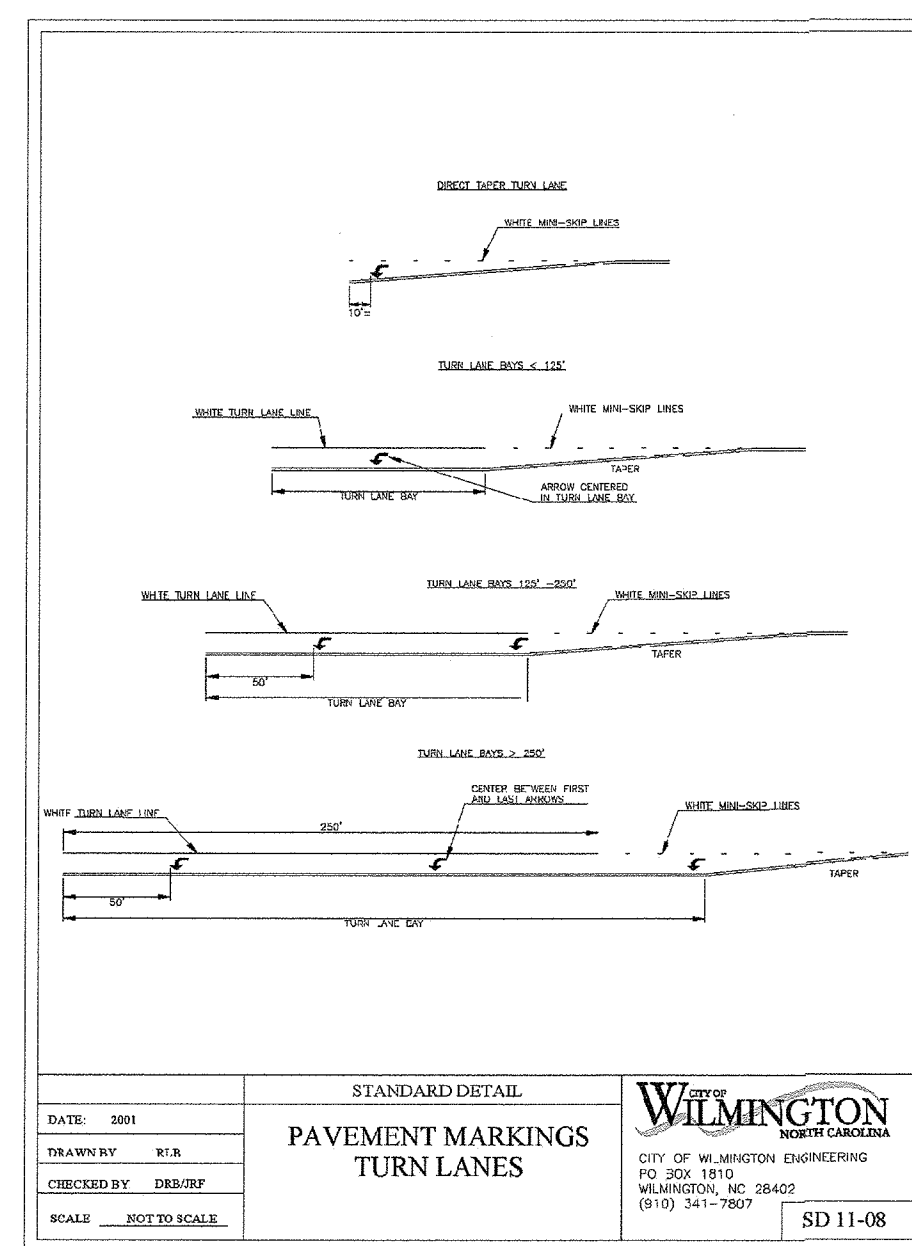 DIRECT TAPER TURN LANE
WHITE MINI-SKIP LINES
10'±
TURN LANE BAYS < 125'
WHITE TURN LANE LINE
WHITE MINI-SKIP LINES
TAPER
TURN LANE BAY
ARROW CENTERED
IN TURN LANE BAY
TURN LANE BAYS 125' -250'
WHITE TURN LANE LINE
WHITE MINI-SKIP LINES
TAPER
50'
TURN LANE BAY
TURN LANE BAYS > 250'
CENTER BETWEEN FIRST
AND LAST ARROWS
WHITE TURN LANE LINE
WHITE MINI-SKIP LINES
250'
TAPER
50'
TURN LANE BAY
STANDARD DETAIL
DATE: 2001
DRAWN BY RLB
CHECKED BY DRB/JRF
SCALE NOT TO SCALE
PAVEMENT MARKINGS
TURN LANES
CITY OF
WILMINGTON
NORTH CAROLINA
CITY OF WILMINGTON ENGINEERING
PO BOX 1810
WILMINGTON, NC 28402
(910) 341-7807
SD 11-08